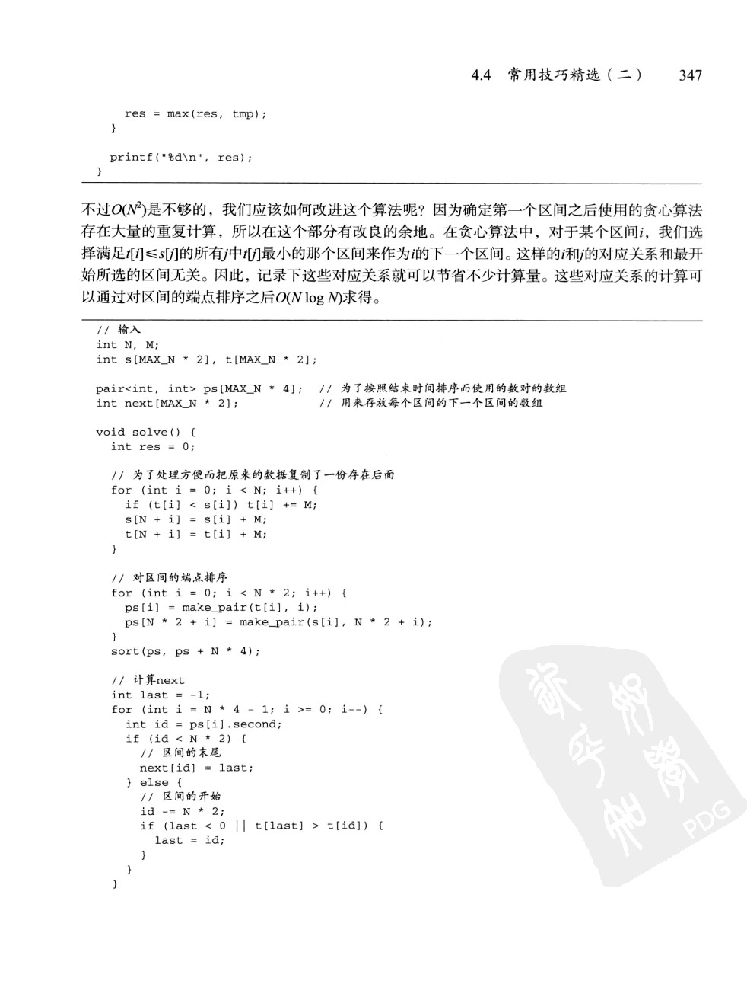 4.4 常用技巧精选（二） 347
res = max(res, tmp);
}
printf("%d\n", res);
}
不过O(N²)是不够的，我们应该如何改进这个算法呢？因为确定第一个区间之后使用的贪心算法
存在大量的重复计算，所以在这个部分有改良的余地。在贪心算法中，对于某个区间i，我们选
择满足t[i]≤s[j]的所有j中t[j]最小的那个区间来作为i的下一个区间。这样的i和j的对应关系和最开
始所选的区间无关。因此，记录下这些对应关系就可以节省不少计算量。这些对应关系的计算可
以通过对区间的端点排序之后O(N log N)求得。
// 输入
int N, M;
int s[MAX_N * 2], t[MAX_N * 2];
pair<int, int> ps[MAX_N * 4]; // 为了按照结束时间排序而使用的数对的数组
int next[MAX_N * 2]; // 用来存放每个区间的下一个区间的数组
void solve() {
int res = 0;
// 为了处理方便而把原来的数据复制了一份存在后面
for (int i = 0; i < N; i++) {
if (t[i] < s[i]) t[i] += M;
s[N + i] = s[i] + M;
t[N + i] = t[i] + M;
}
// 对区间的端点排序
for (int i = 0; i < N * 2; i++) {
ps[i] = make_pair(t[i], i);
ps[N * 2 + i] = make_pair(s[i], N * 2 + i);
}
sort(ps, ps + N * 4);
// 计算next
int last = -1;
for (int i = N * 4 - 1; i >= 0; i--) {
int id = ps[i].second;
if (id < N * 2) {
// 区间的末尾
next[id] = last;
} else {
// 区间的开始
id -= N * 2;
if (last < 0 || t[last] > t[id]) {
last = id;
}
}
}
PDG